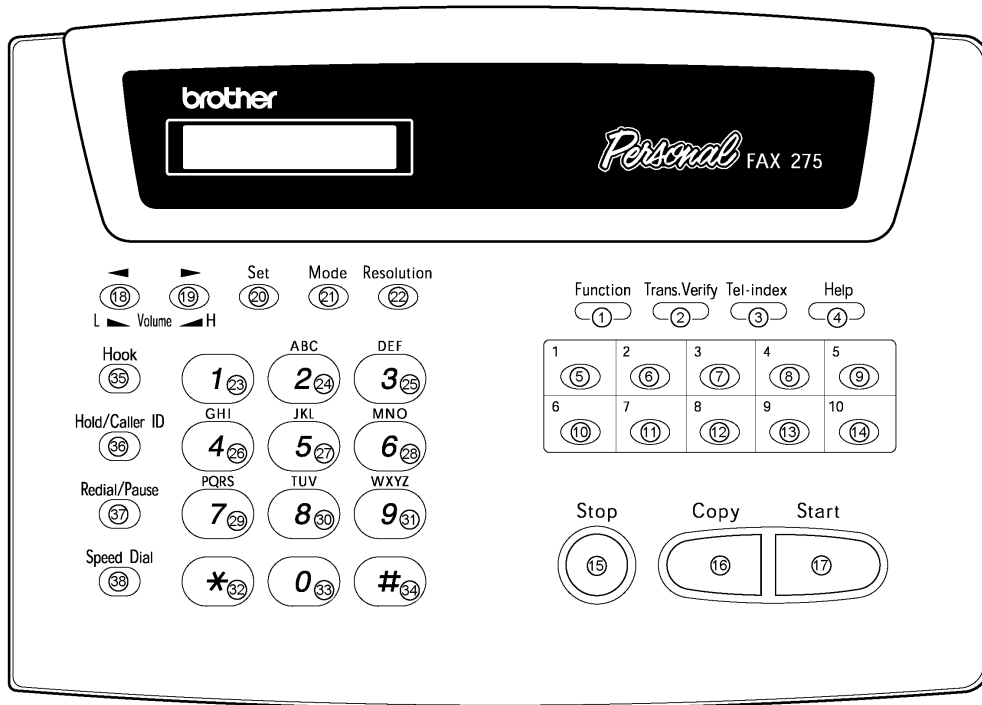 brother
Personal FAX 275
◄ ► Set Mode Resolution
18 19 20 21 22
L Volume H
Function Trans.Verify Tel-index Help
1 2 3 4
1 2 3 4 5
5 6 7 8 9
6 7 8 9 10
10 11 12 13 14
Hook
35
ABC DEF
1 23 2 24 3 25
Hold/Caller ID
36
GHI JKL MNO
4 26 5 27 6 28
Redial/Pause
37
PQRS TUV WXYZ
7 29 8 30 9 31
Speed Dial
38
* 32 0 33 # 34
Stop Copy Start
15 16 17